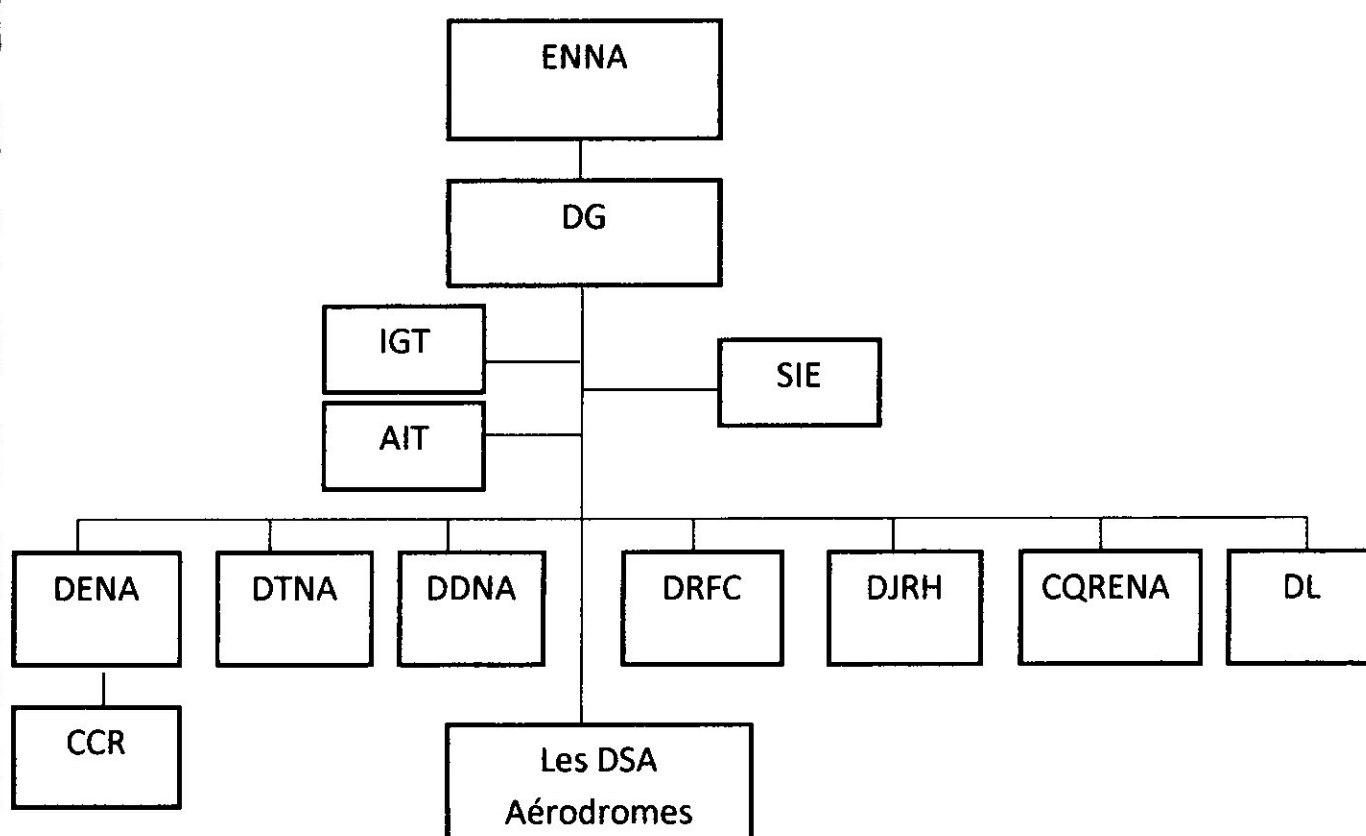 ENNA
DG
IGT
SIE
AIT
DENA
DTNA
DDNA
DRFC
DJRH
CQRENA
DL
CCR
Les DSA
Aérodromes